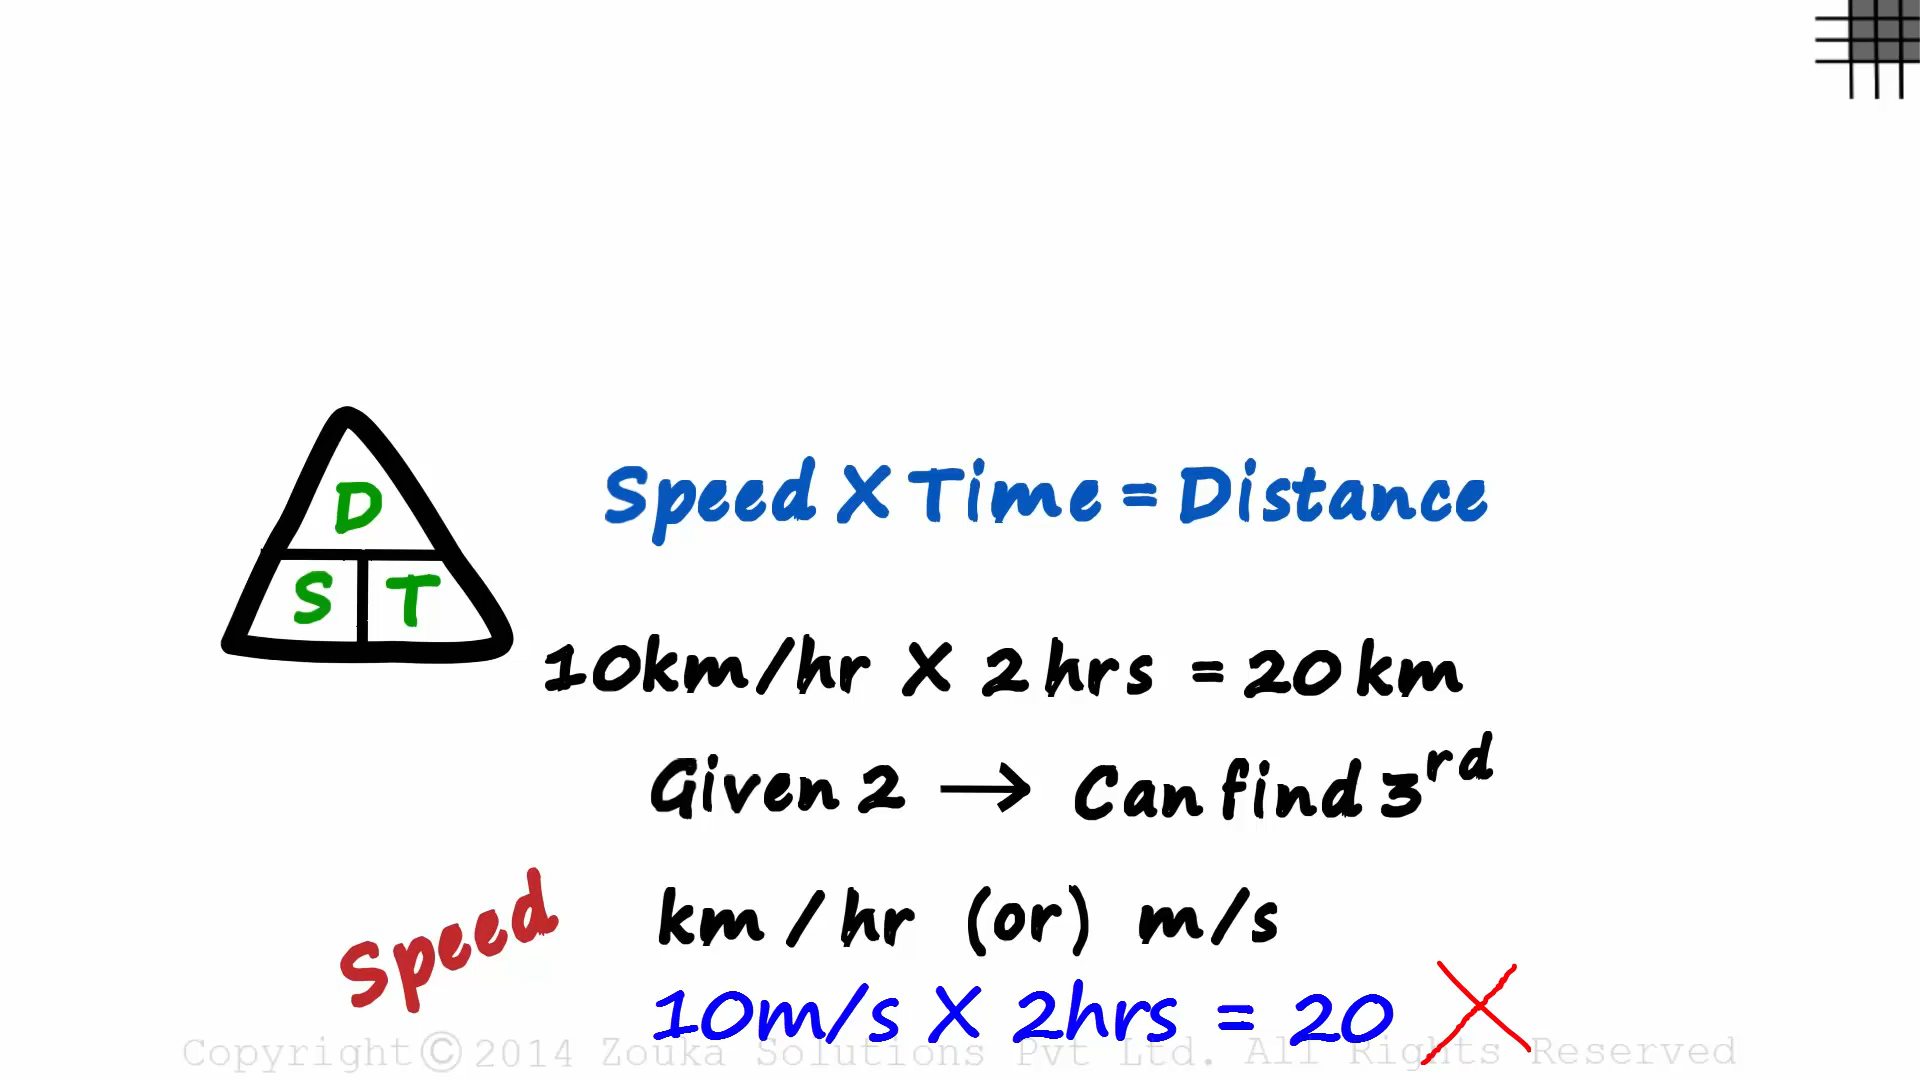 D
S T
Speed X Time = Distance
10km/hr X 2hrs = 20km
Given 2 → Can find 3rd
Speed
km/hr (or) m/s
10m/s X 2hrs = 20 X
Copyright©2014 Zouka Solutions Pvt Ltd. All Rights Reserved